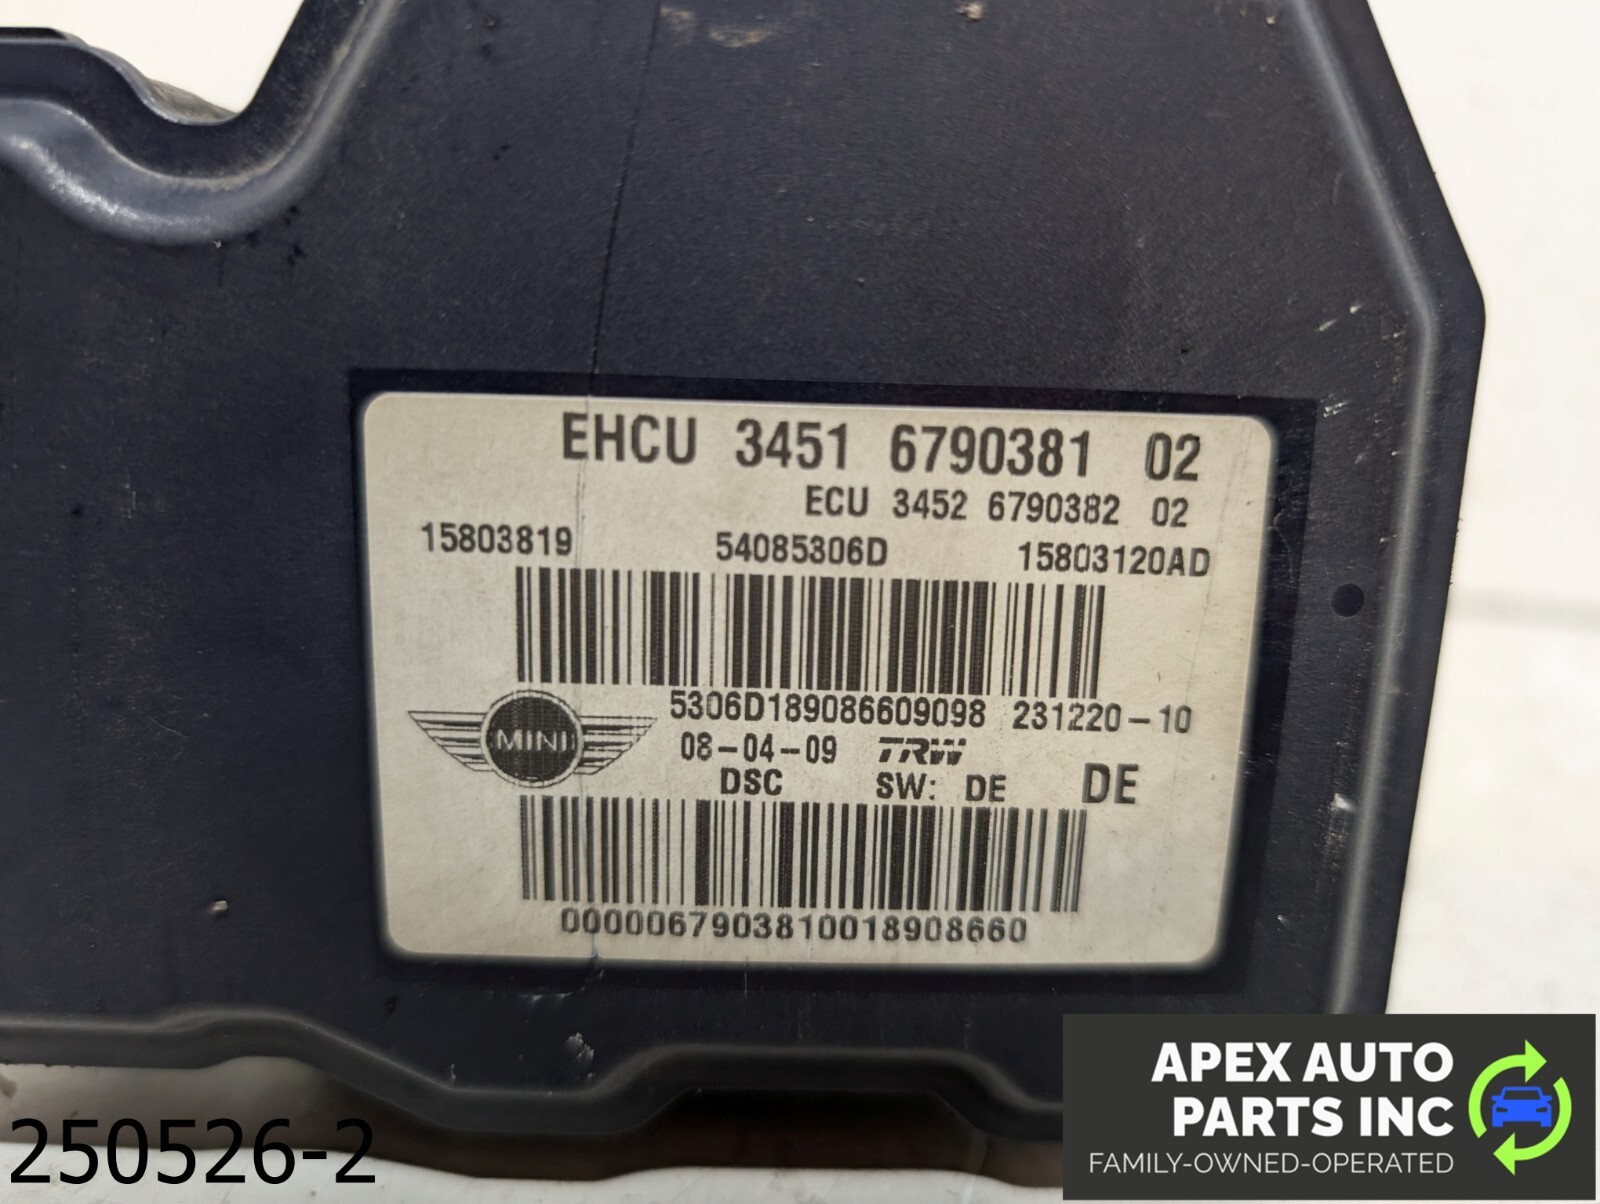 EHCU 3451 6790381 02
ECU 3452 6790382 02
15803819 54085306D 15803120AD
5306D189086609098 231220-10
MINI 08-04-09 TRW
DSC SW: DE DE
0000067903810018908660
250526-2
APEX AUTO
PARTS INC
FAMILY-OWNED-OPERATED